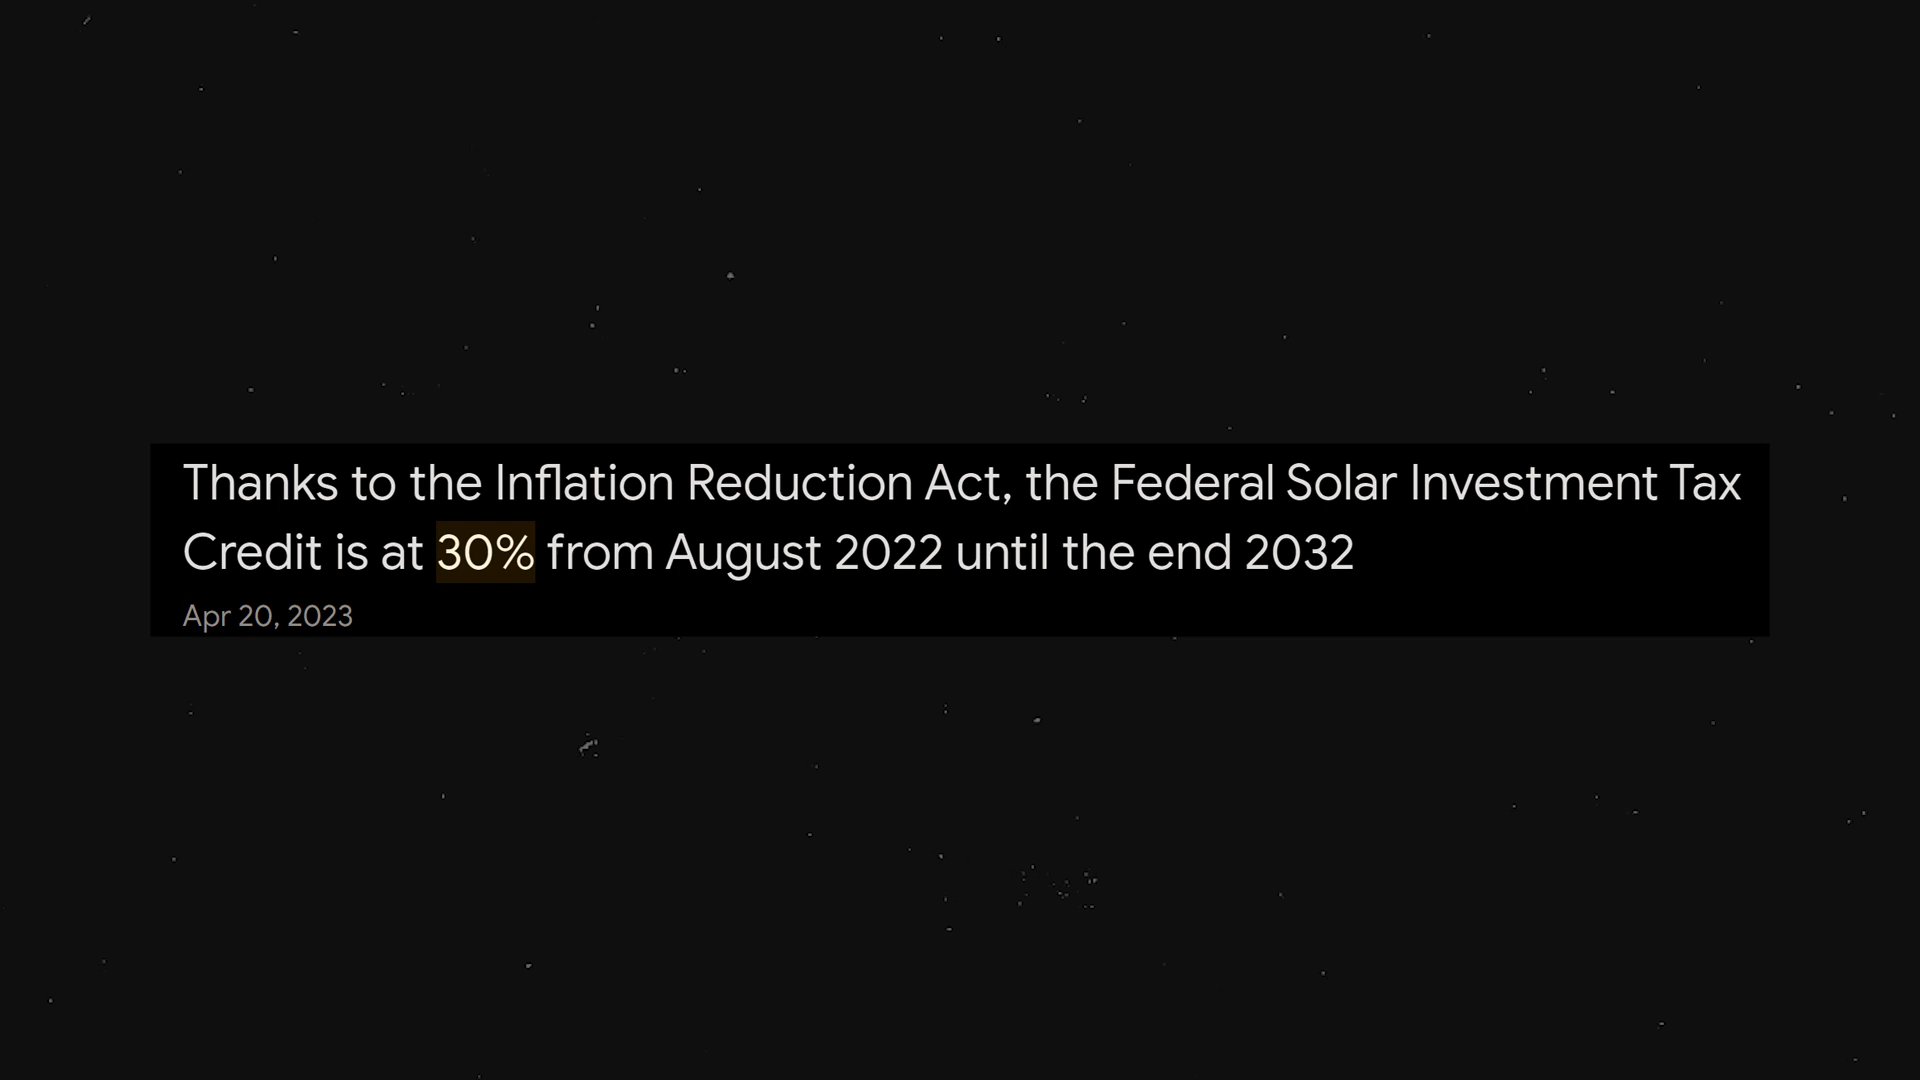 Thanks to the Inflation Reduction Act, the Federal Solar Investment Tax
Credit is at 30% from August 2022 until the end 2032
Apr 20, 2023